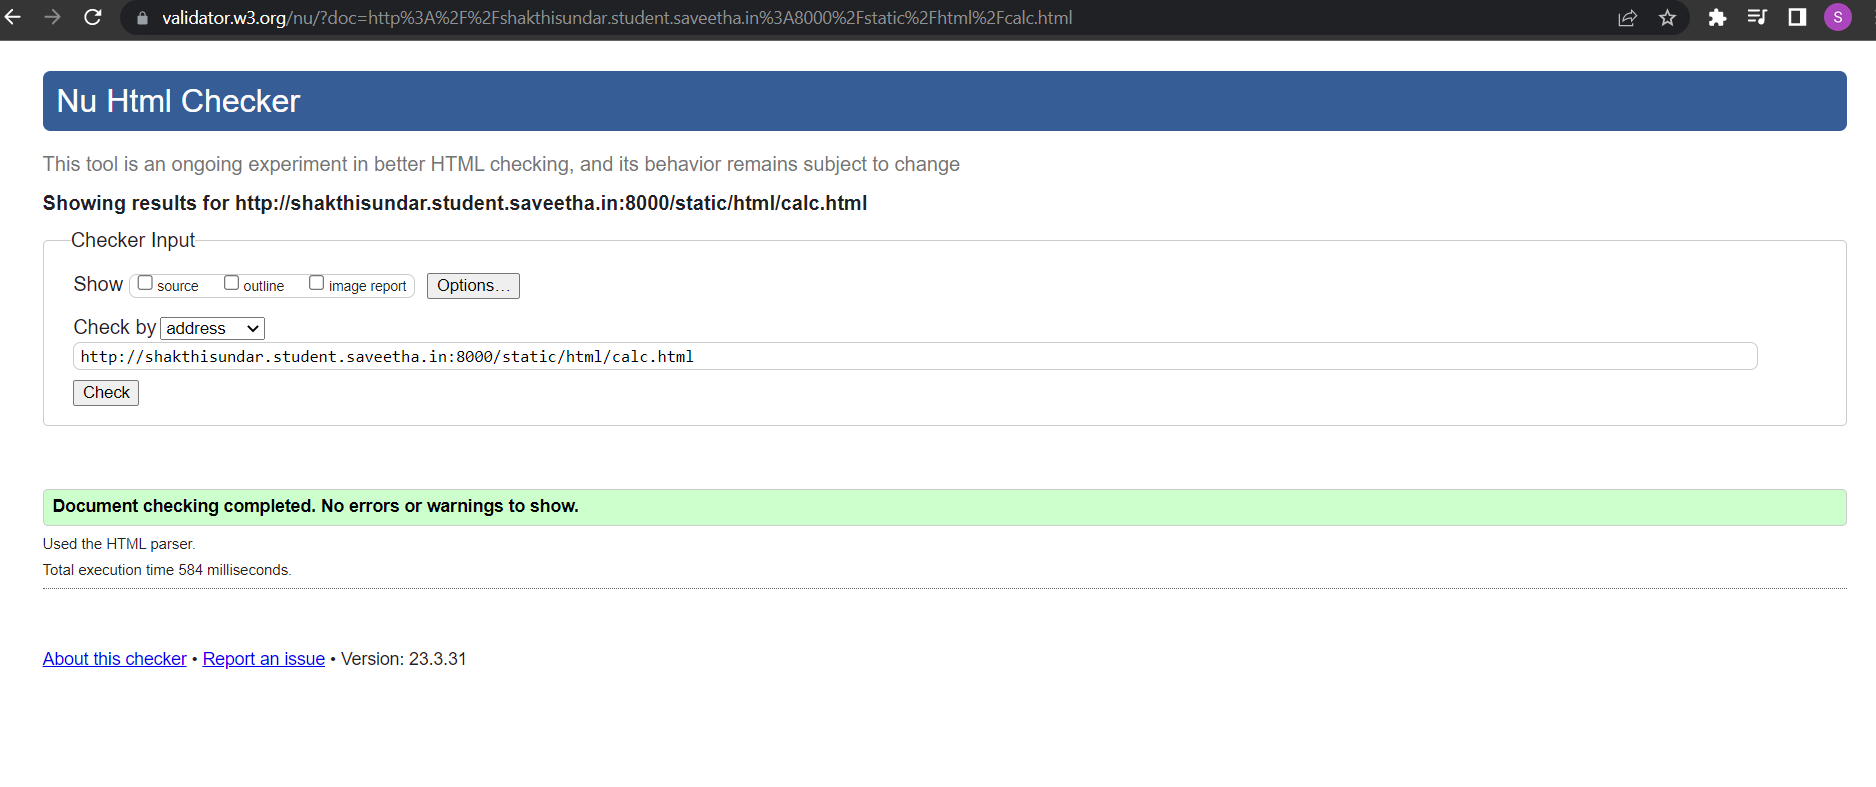 validator.w3.org/nu/?doc=http%3A%2F%2Fshakthisundar.student.saveetha.in%3A8000%2Fstatic%2Fhtml%2Fcalc.html
S
Nu Html Checker
This tool is an ongoing experiment in better HTML checking, and its behavior remains subject to change
Showing results for http://shakthisundar.student.saveetha.in:8000/static/html/calc.html
Checker Input
Show source outline image report Options...
Check by address
http://shakthisundar.student.saveetha.in:8000/static/html/calc.html
Check
Document checking completed. No errors or warnings to show.
Used the HTML parser.
Total execution time 584 milliseconds.
About this checker • Report an issue • Version: 23.3.31